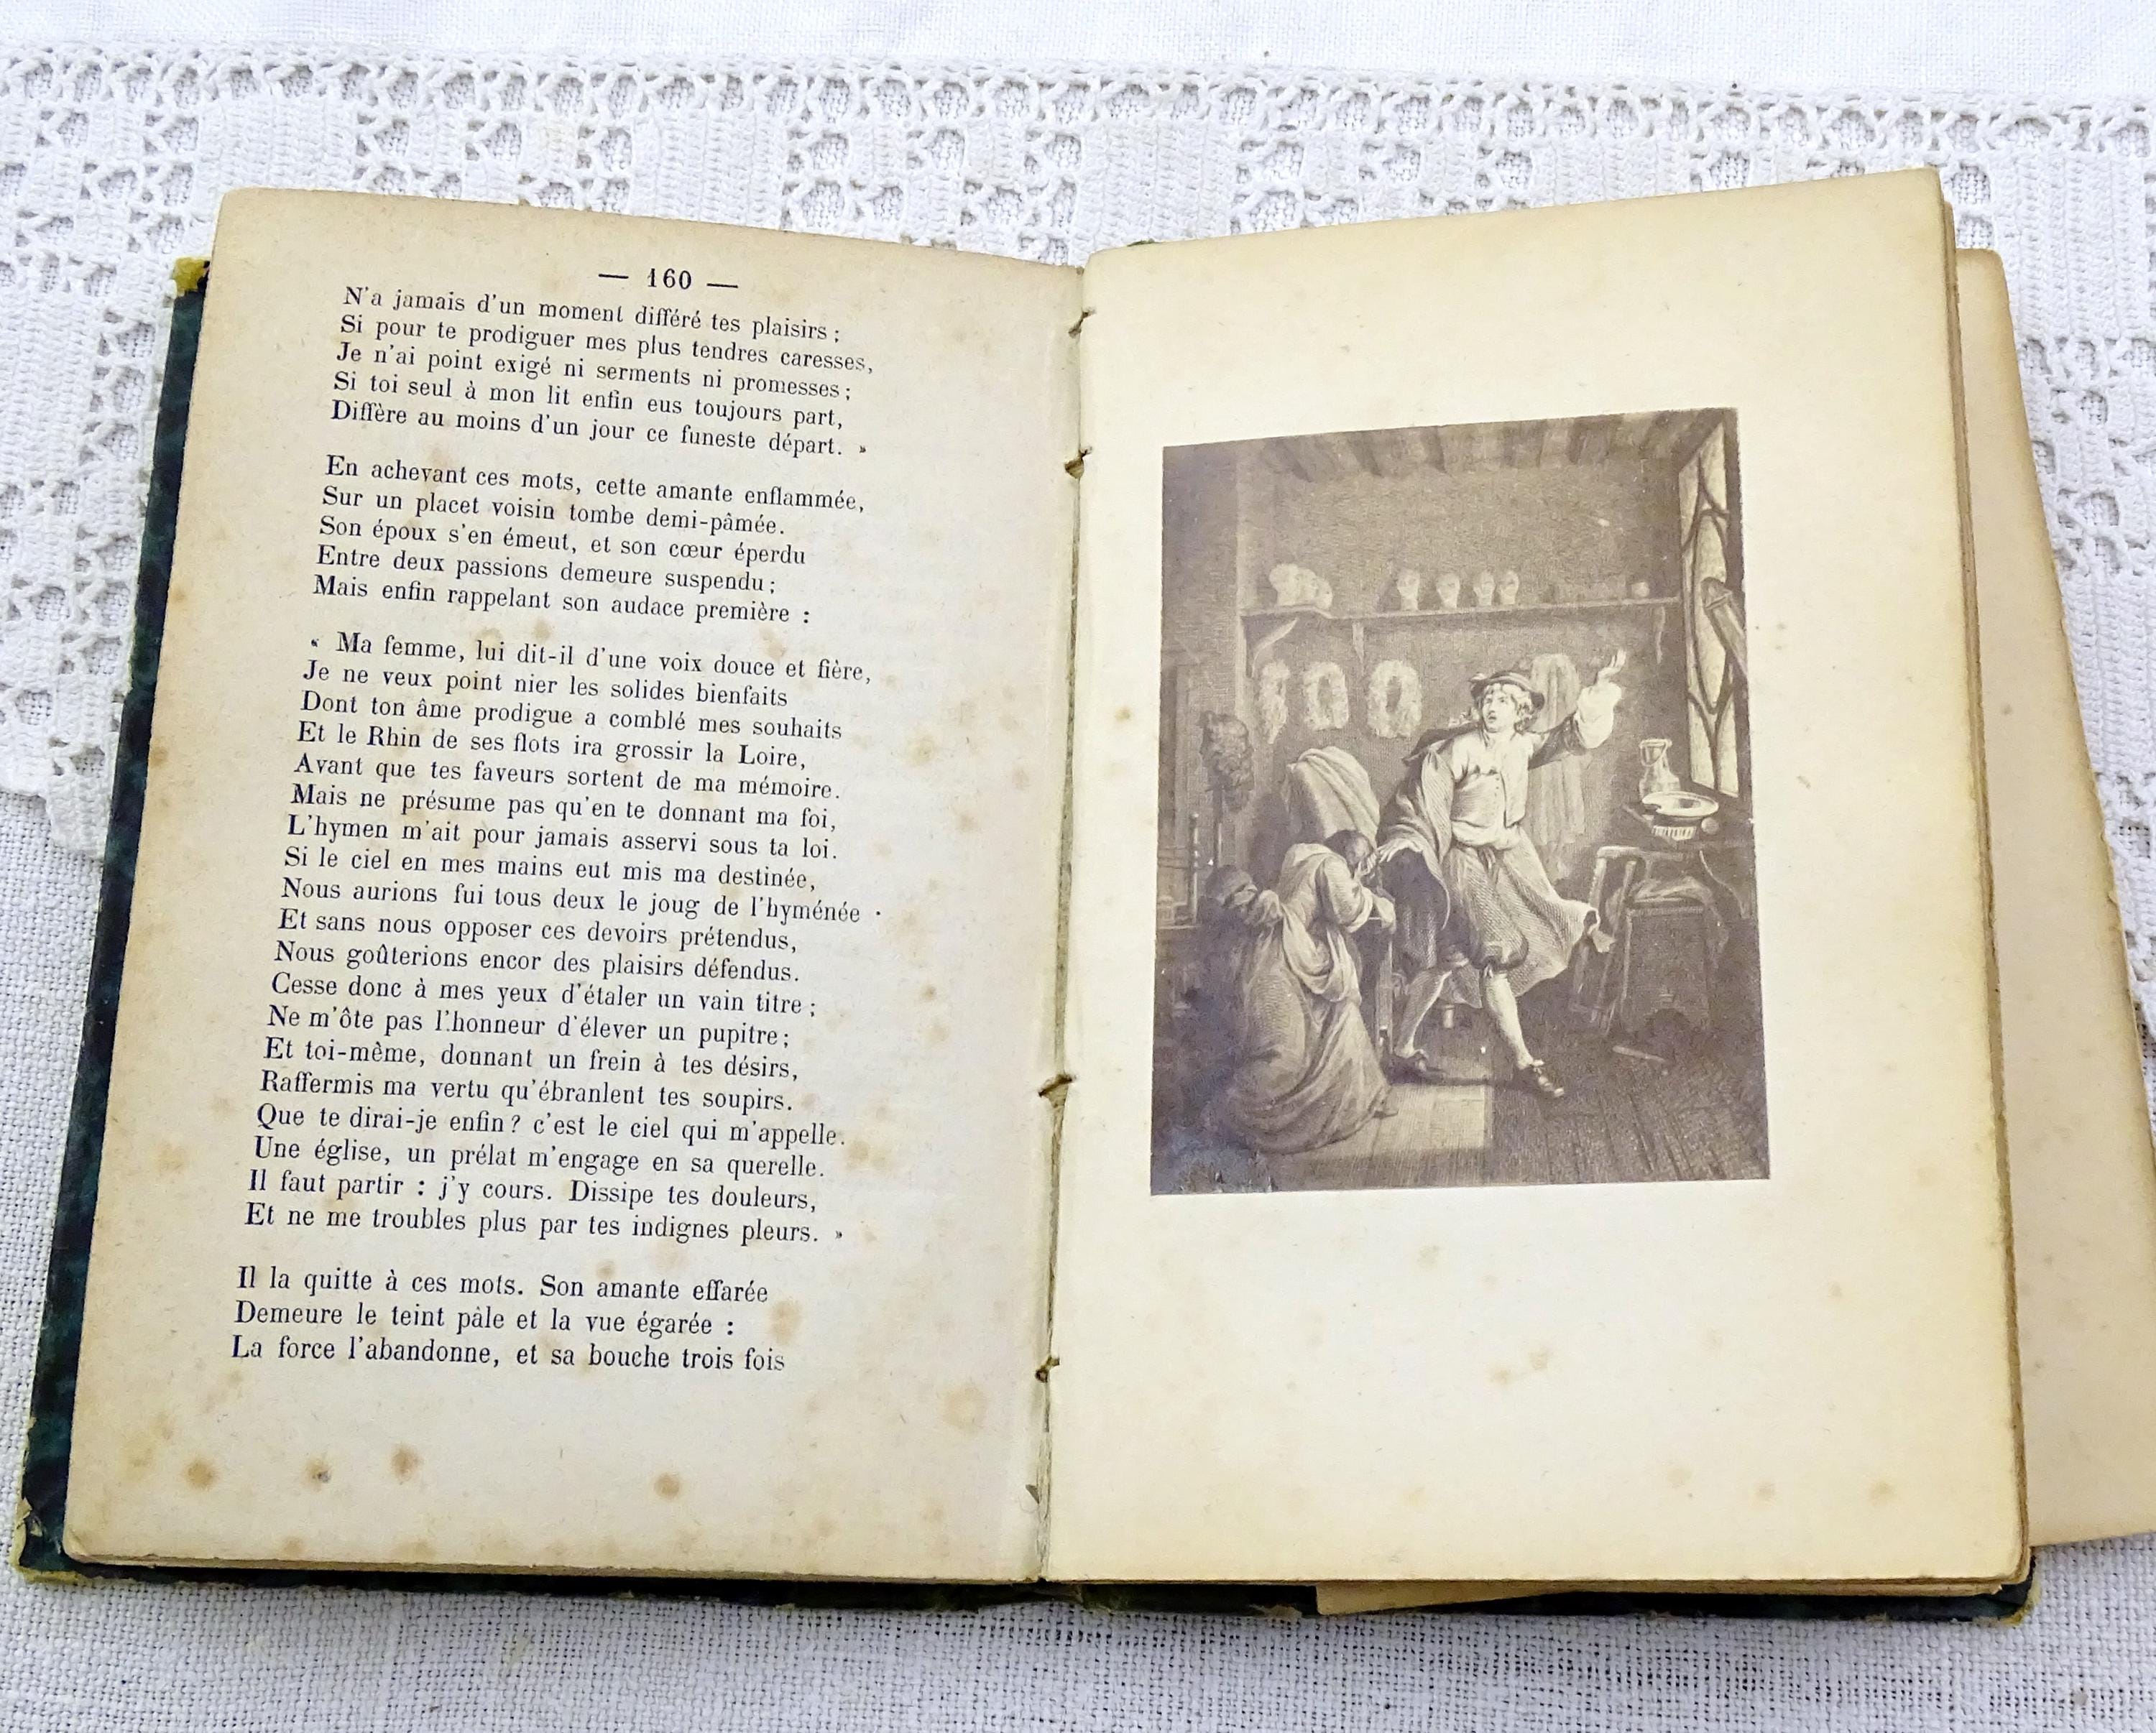 — 160 —
N'a jamais d'un moment différé tes plaisirs ;
Si pour te prodiguer mes plus tendres caresses,
Je n'ai point exigé ni serments ni promesses ;
Si toi seul à mon lit enfin eus toujours part,
Diffère au moins d'un jour ce funeste départ. »
En achevant ces mots, cette amante enflammée,
Sur un placet voisin tombe demi-pâmée.
Son époux s'en émeut, et son cœur éperdu
Entre deux passions demeure suspendu ;
Mais enfin rappelant son audace première :
« Ma femme, lui dit-il d'une voix douce et fière,
Je ne veux point nier les solides bienfaits
Dont ton âme prodigue a comblé mes souhaits
Et le Rhin de ses flots ira grossir la Loire,
Avant que tes faveurs sortent de ma mémoire.
Mais ne présume pas qu'en te donnant ma foi,
L'hymen m'ait pour jamais asservi sous ta loi.
Si le ciel en mes mains eut mis ma destinée,
Nous aurions fui tous deux le joug de l'hyménée ·
Et sans nous opposer ces devoirs prétendus,
Nous goûterions encor des plaisirs défendus.
Cesse donc à mes yeux d'étaler un vain titre ;
Ne m'ôte pas l'honneur d'élever un pupitre ;
Et toi-même, donnant un frein à tes désirs,
Raffermis ma vertu qu'ébranlent tes soupirs.
Que te dirai-je enfin ? c'est le ciel qui m'appelle.
Une église, un prélat m'engage en sa querelle.
Il faut partir : j'y cours. Dissipe tes douleurs,
Et ne me troubles plus par tes indignes pleurs. »
Il la quitte à ces mots. Son amante effarée
Demeure le teint pâle et la vue égarée :
La force l'abandonne, et sa bouche trois fois